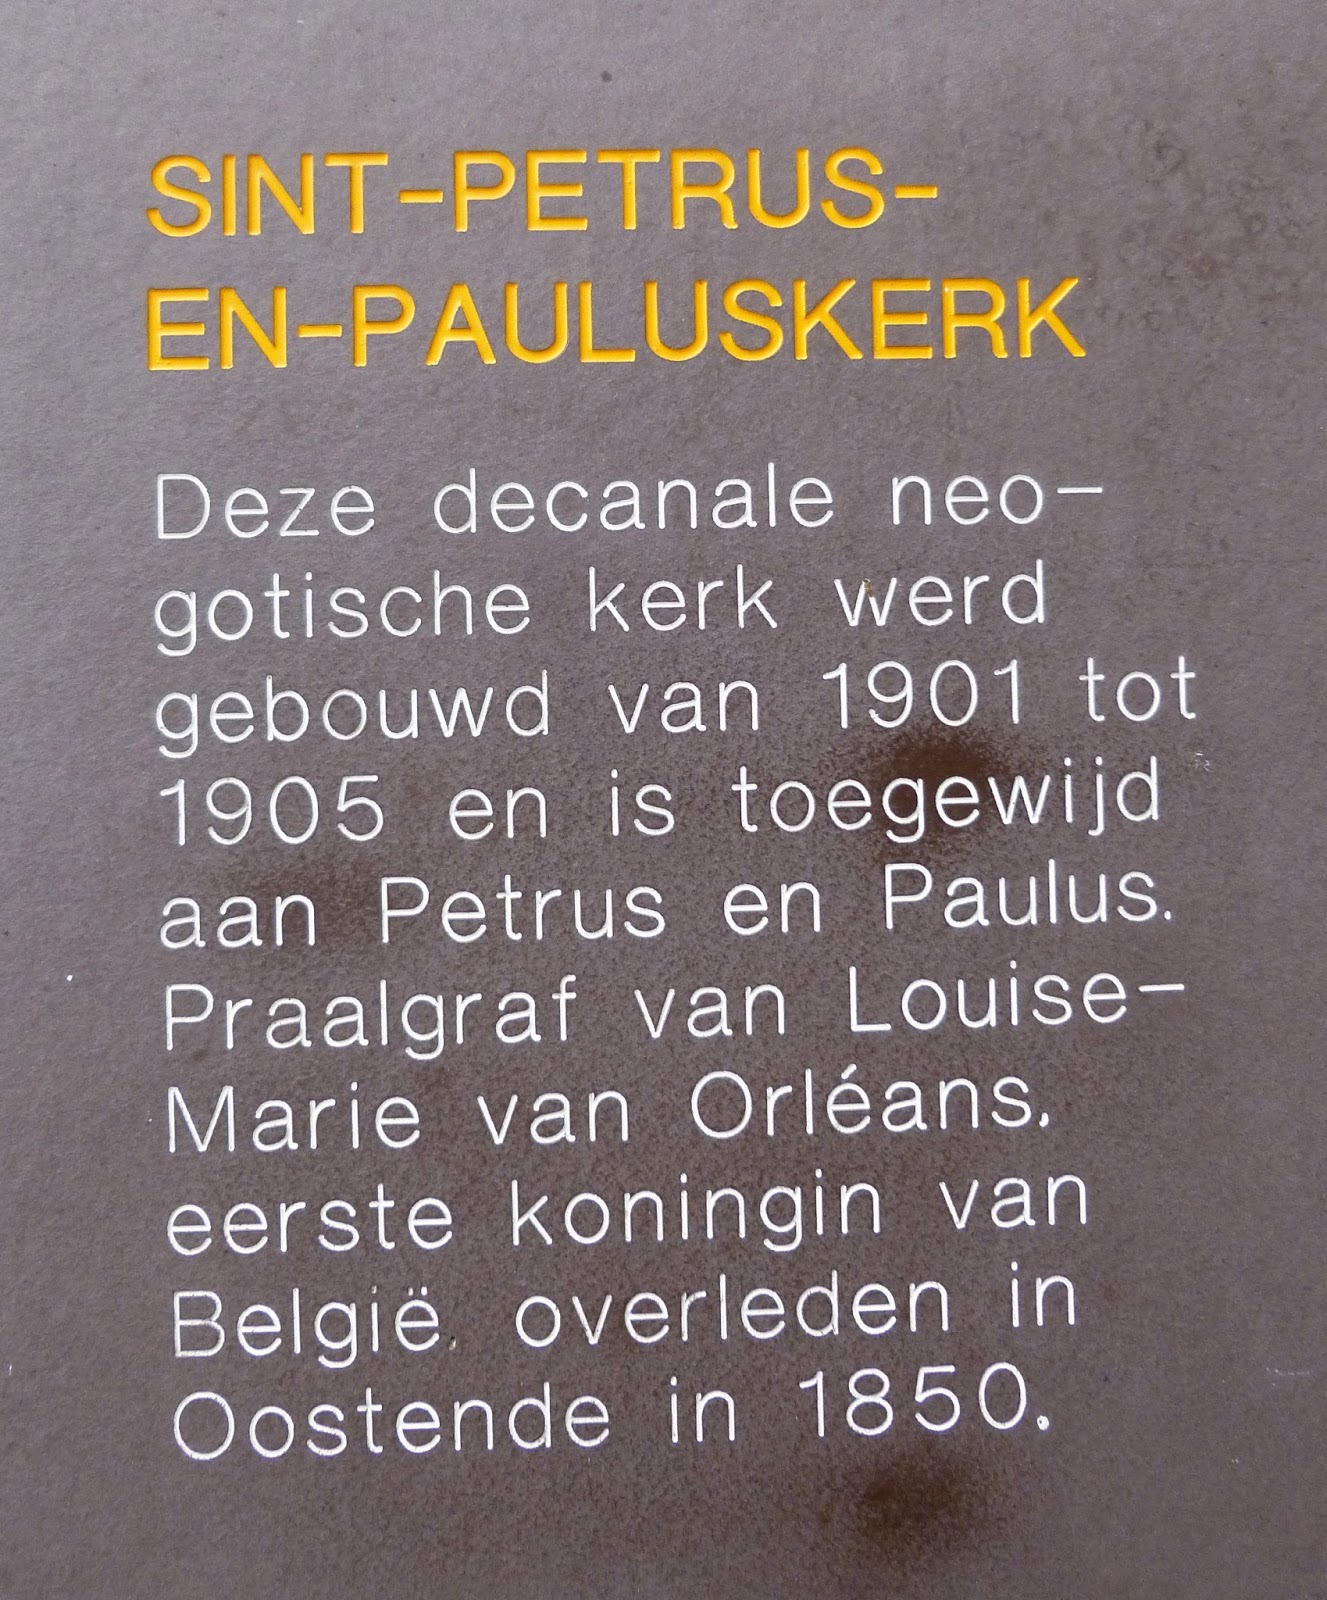 SINT-PETRUS-
EN-PAULUSKERK
Deze decanale neo-
gotische kerk werd
gebouwd van 1901 tot
1905 en is toegewijd
aan Petrus en Paulus.
Praalgraf van Louise-
Marie van Orléans,
eerste koningin van
België, overleden in
Oostende in 1850.